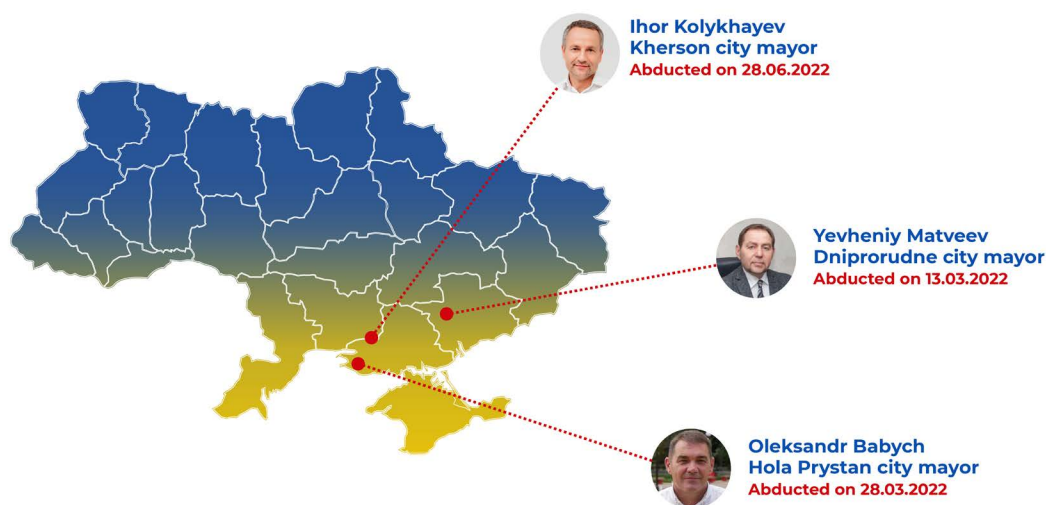 Ihor Kolykhayev
Kherson city mayor
Abducted on 28.06.2022
Yevheniy Matveev
Dniprorudne city mayor
Abducted on 13.03.2022
Oleksandr Babych
Hola Prystan city mayor
Abducted on 28.03.2022